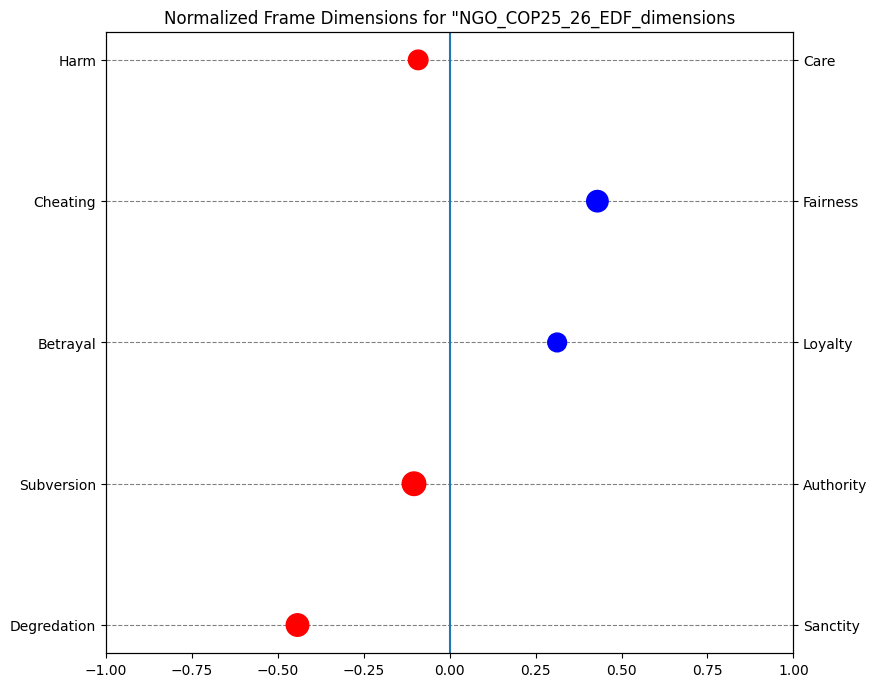 Normalized Frame Dimensions for "NGO_COP25_26_EDF_dimensions
Harm
Care
Cheating
Fairness
Betrayal
Loyalty
Subversion
Authority
Degredation
Sanctity
−1.00
−0.75
−0.50
−0.25
0.00
0.25
0.50
0.75
1.00